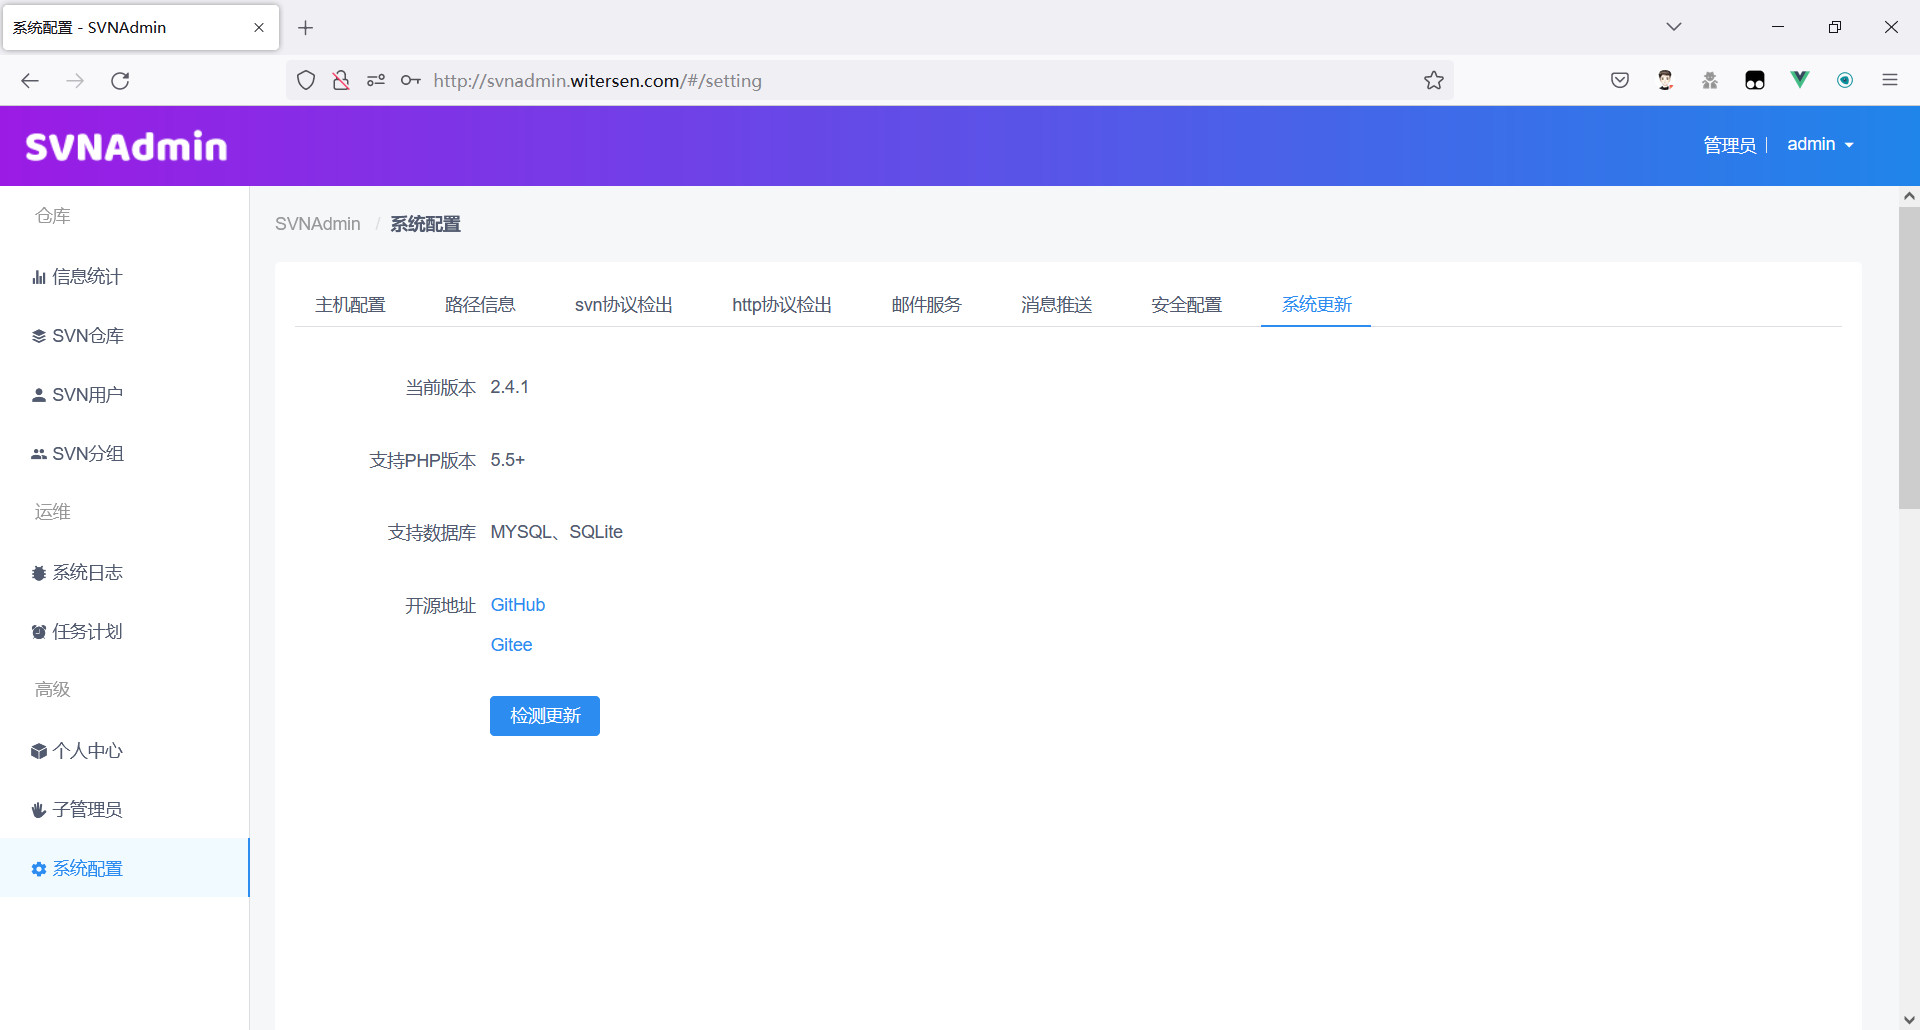 系统配置 - SVNAdmin
http://svnadmin.witersen.com/#/setting
SVNAdmin
管理员 | admin
仓库
信息统计
SVN仓库
SVN用户
SVN分组
运维
系统日志
任务计划
高级
个人中心
子管理员
系统配置
SVNAdmin / 系统配置
主机配置 路径信息 svn协议检出 http协议检出 邮件服务 消息推送 安全配置 系统更新
当前版本 2.4.1
支持PHP版本 5.5+
支持数据库 MYSQL、SQLite
开源地址 GitHub
Gitee
检测更新